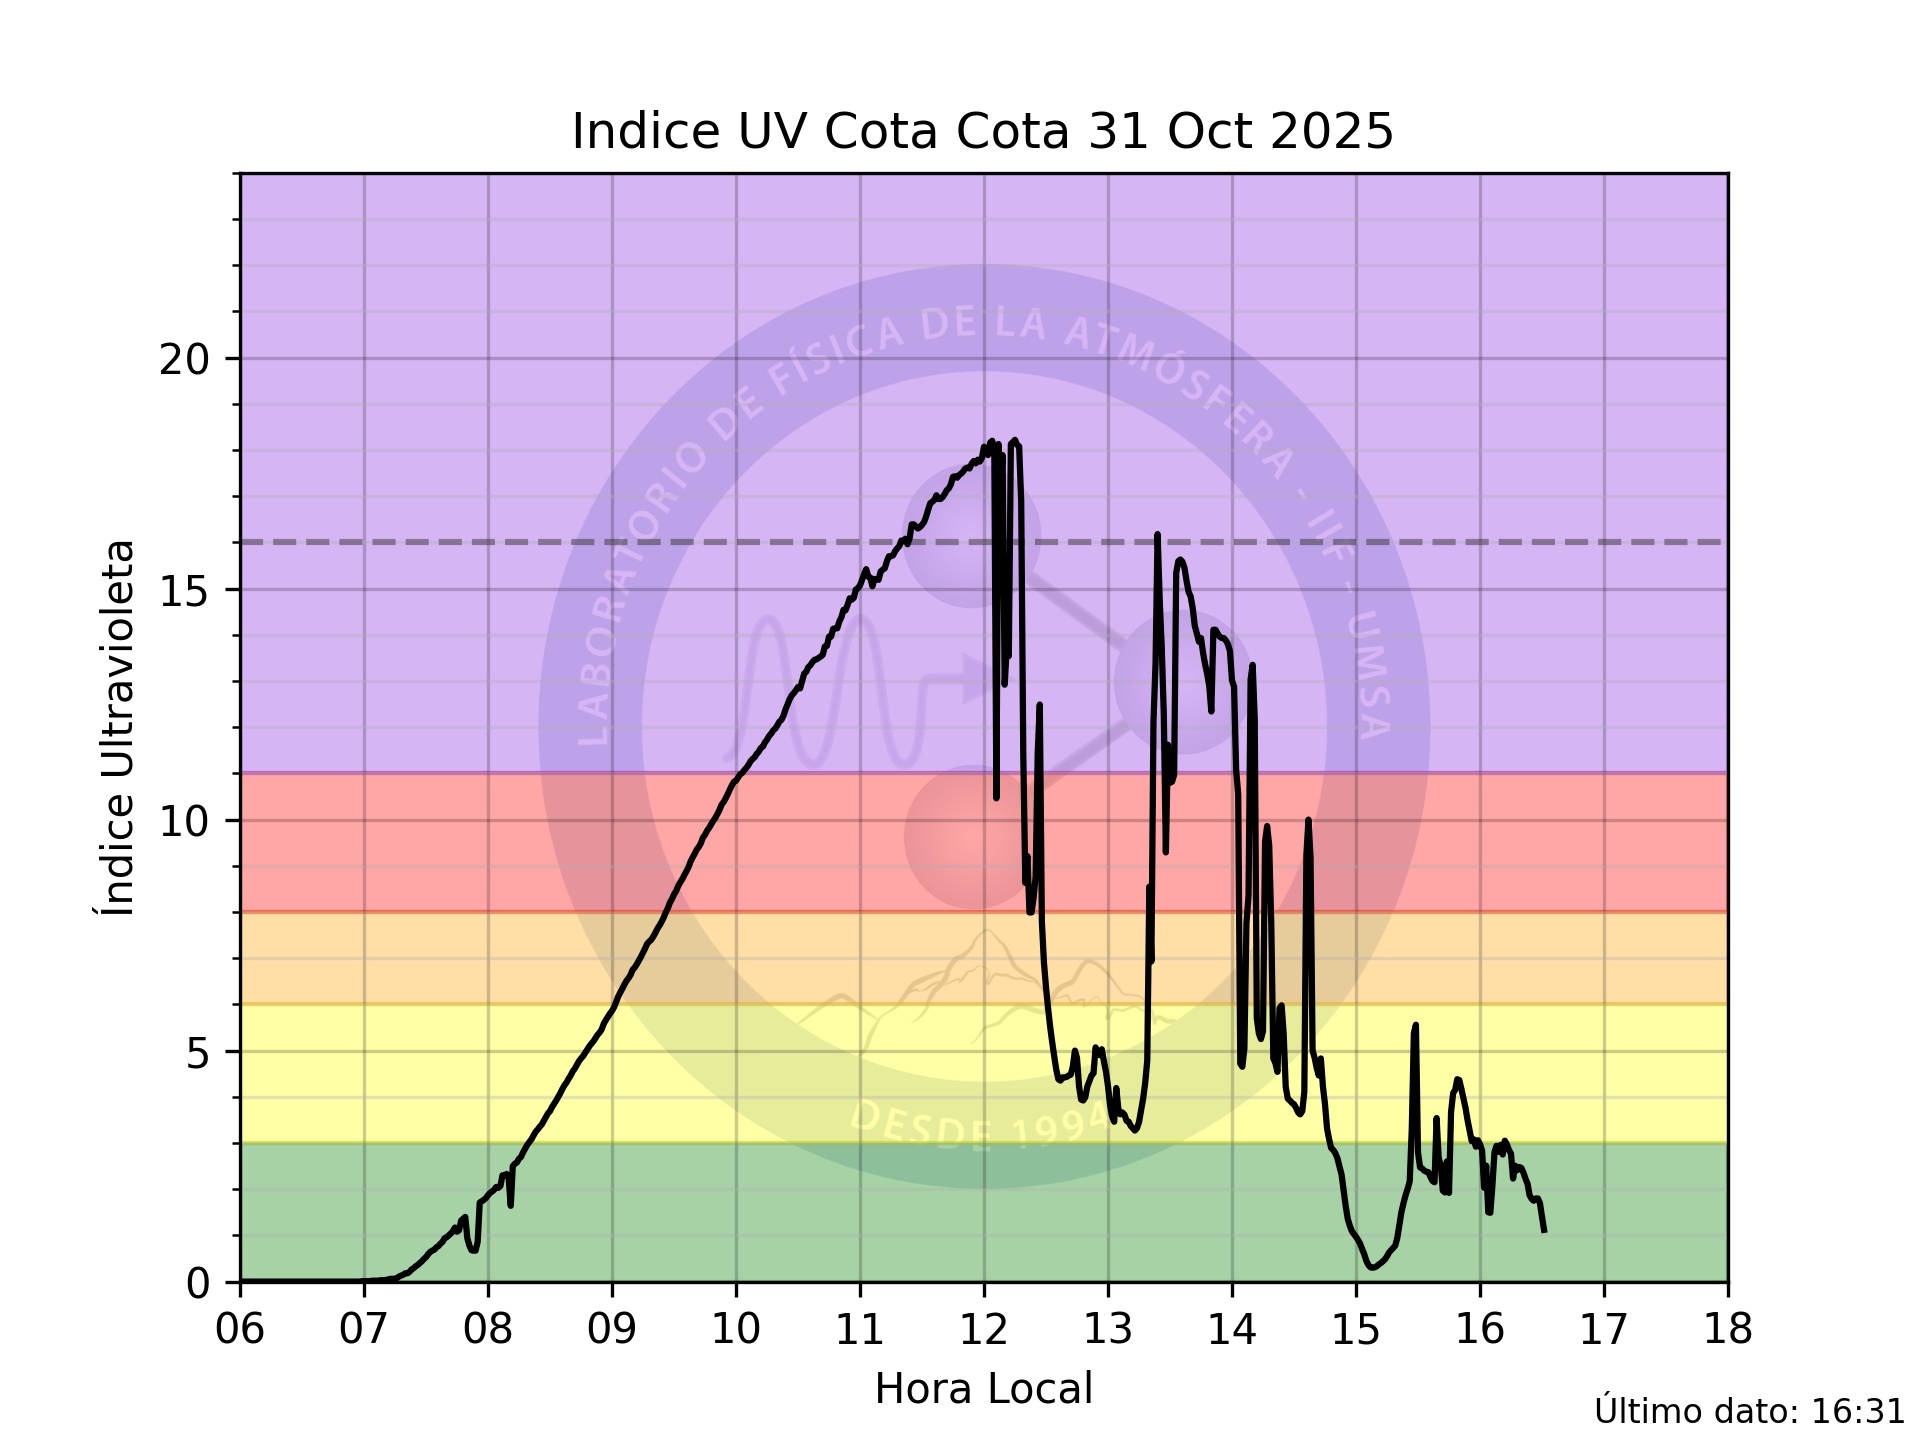 Indice UV Cota Cota 31 Oct 2025
Índice Ultravioleta
20
15
10
5
0
LABORATORIO DE FÍSICA DE LA ATMÓSFERA - IIF - UMSA
DESDE 1994
06 07 08 09 10 11 12 13 14 15 16 17 18
Hora Local
Último dato: 16:31